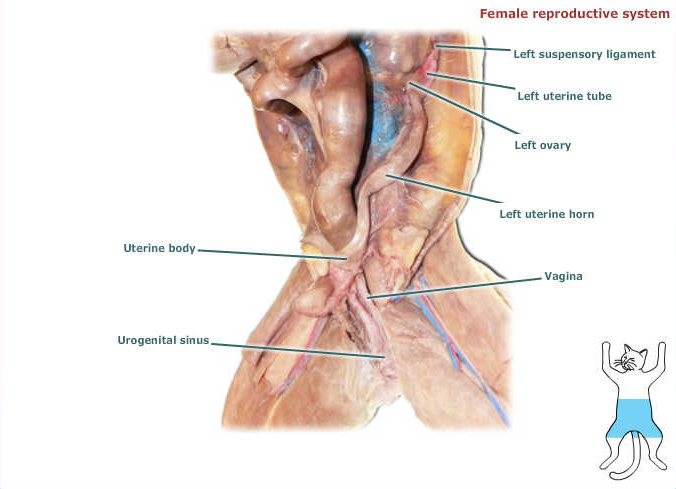 Female reproductive system
Left suspensory ligament
Left uterine tube
Left ovary
Left uterine horn
Uterine body
Vagina
Urogenital sinus